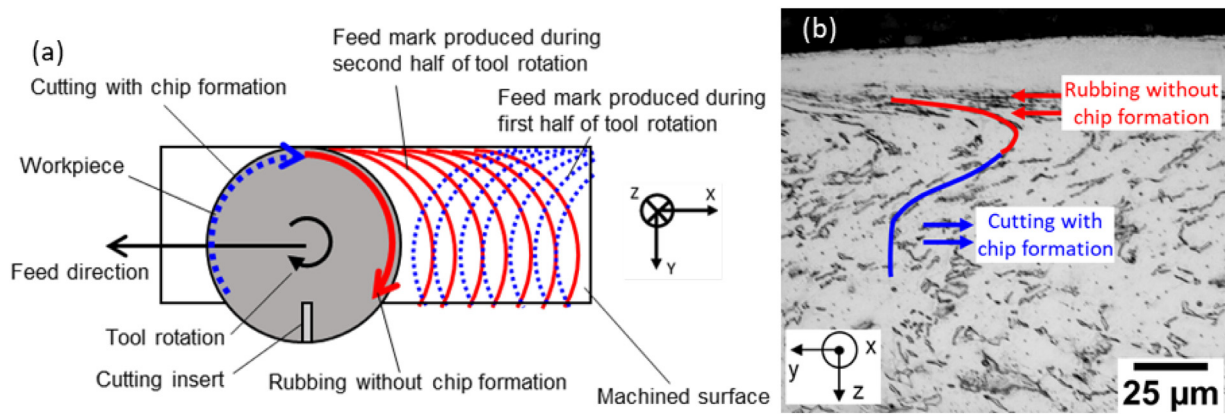 (a)
Feed mark produced during
second half of tool rotation
Cutting with chip formation
Feed mark produced during
first half of tool rotation
Workpiece
Z
X
Y
Feed direction
Tool rotation
Cutting insert
Rubbing without chip formation
Machined surface
(b)
Rubbing without
chip formation
Cutting with
chip formation
x
y
z
25 µm